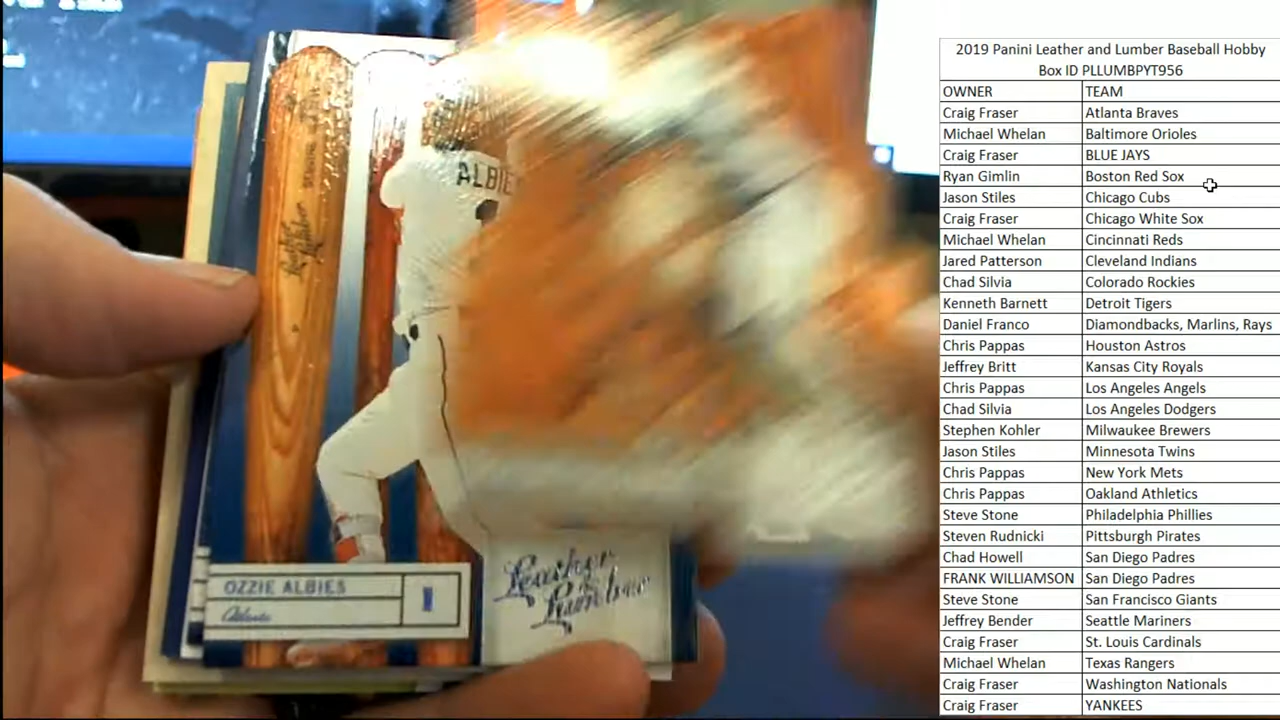 ALBIE
OZZIE ALBIES
Atlanta
Leather
Lumber
2019 Panini Leather and Lumber Baseball Hobby
Box ID PLLUMBPYT956
OWNER TEAM
Craig Fraser Atlanta Braves
Michael Whelan Baltimore Orioles
Craig Fraser BLUE JAYS
Ryan Gimlin Boston Red Sox
Jason Stiles Chicago Cubs
Craig Fraser Chicago White Sox
Michael Whelan Cincinnati Reds
Jared Patterson Cleveland Indians
Chad Silvia Colorado Rockies
Kenneth Barnett Detroit Tigers
Daniel Franco Diamondbacks, Marlins, Rays
Chris Pappas Houston Astros
Jeffrey Britt Kansas City Royals
Chris Pappas Los Angeles Angels
Chad Silvia Los Angeles Dodgers
Stephen Kohler Milwaukee Brewers
Jason Stiles Minnesota Twins
Chris Pappas New York Mets
Chris Pappas Oakland Athletics
Steve Stone Philadelphia Phillies
Steven Rudnicki Pittsburgh Pirates
Chad Howell San Diego Padres
FRANK WILLIAMSON San Diego Padres
Steve Stone San Francisco Giants
Jeffrey Bender Seattle Mariners
Craig Fraser St. Louis Cardinals
Michael Whelan Texas Rangers
Craig Fraser Washington Nationals
Craig Fraser YANKEES